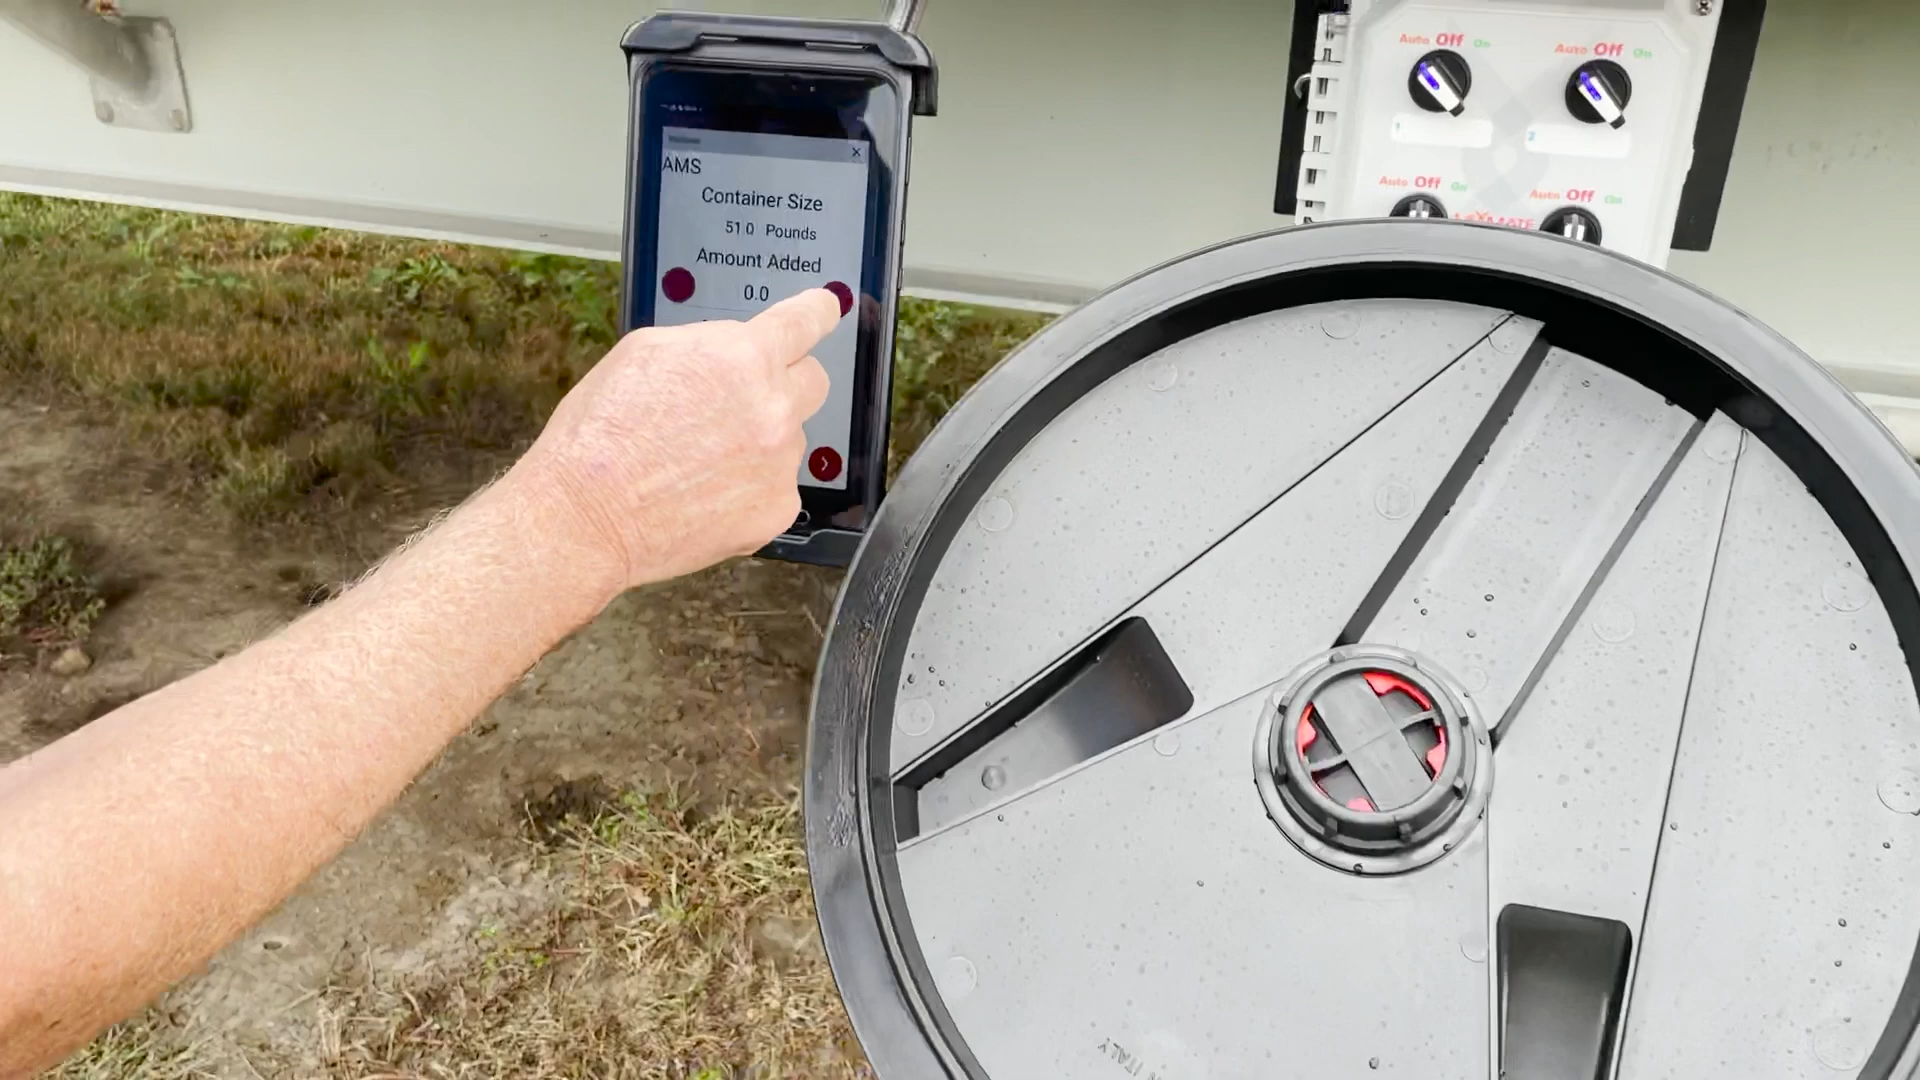 AMS
Container Size
51.0 Pounds
Amount Added
0.0
Auto Off On
Auto Off On
1
2
Auto Off On
Auto Off On
ITALY